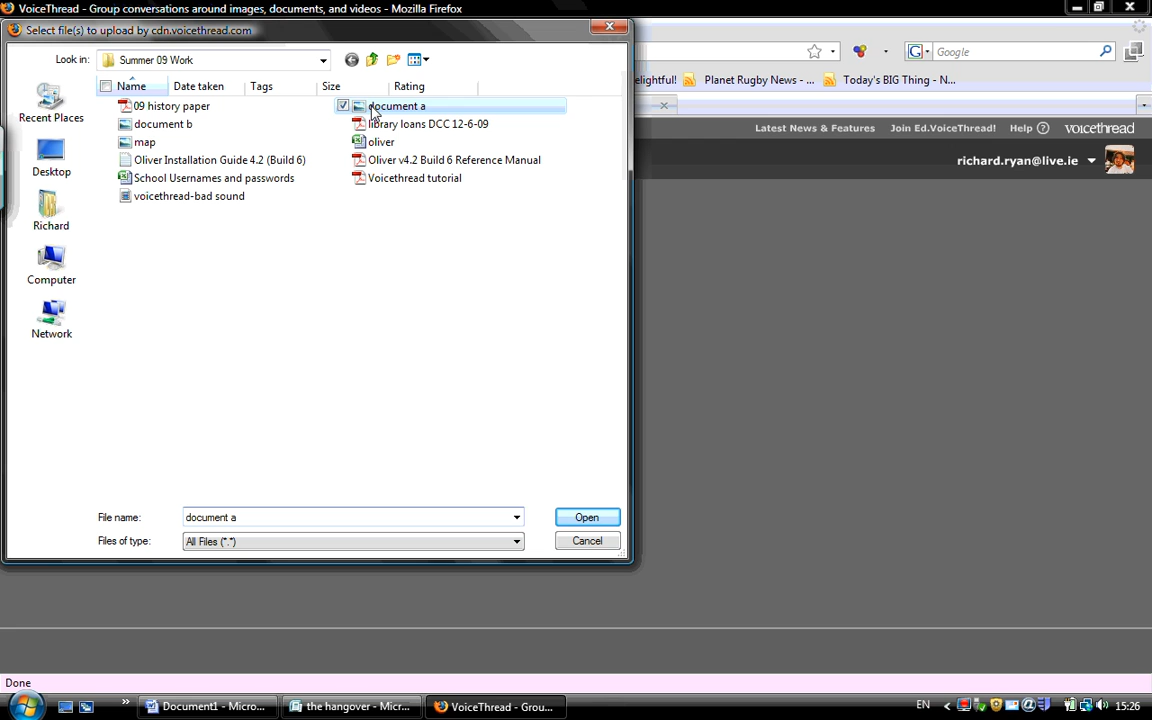 VoiceThread - Group conversations around images, documents, and videos - Mozilla Firefox
Select file(s) to upload by cdn.voicethread.com
Look in: Summer 09 Work
Google
Name Date taken Tags Size Rating
elightful! Planet Rugby News - ... Today's BIG Thing - N...
09 history paper document a
document b library loans DCC 12-6-09
map oliver
Oliver Installation Guide 4.2 (Build 6) Oliver v4.2 Build 6 Reference Manual
School Usernames and passwords Voicethread tutorial
voicethread-bad sound
Recent Places
Desktop
Richard
Computer
Network
Latest News & Features Join Ed.VoiceThread! Help ? voicethread
richard.ryan@live.ie
File name: document a Open
Files of type: All Files (*.*) Cancel
Done
Document1 - Micro... the hangover - Micr... VoiceThread - Grou... EN 15:26